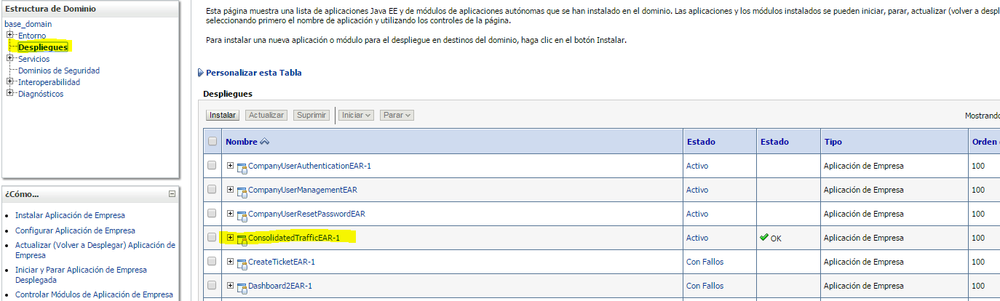 Estructura de Dominio
base_domain
Entorno
Despliegues
Servicios
Dominios de Seguridad
Interoperabilidad
Diagnósticos
¿Cómo...
Instalar Aplicación de Empresa
Configurar Aplicación de Empresa
Actualizar (Volver a Desplegar) Aplicación de
Empresa
Iniciar y Parar Aplicación de Empresa
Desplegada
Controlar Módulos de Aplicación de Empresa
Esta página muestra una lista de aplicaciones Java EE y de módulos de aplicaciones autónomas que se han instalado en el dominio. Las aplicaciones y los módulos instalados se pueden iniciar, parar, actualizar (volver a despl
seleccionando primero el nombre de aplicación y utilizando los controles de la página.
Para instalar una nueva aplicación o módulo para el despliegue en destinos del dominio, haga clic en el botón Instalar.
Personalizar esta Tabla
Despliegues
Instalar Actualizar Suprimir Iniciar Parar Mostrando
Nombre Estado Estado Tipo Orden
CompanyUserAuthenticationEAR-1 Activo Aplicación de Empresa 100
CompanyUserManagementEAR Activo Aplicación de Empresa 100
CompanyUserResetPasswordEAR Activo Aplicación de Empresa 100
ConsolidatedTrafficEAR-1 Activo OK Aplicación de Empresa 100
CreateTicketEAR-1 Con Fallos Aplicación de Empresa 100
Dashboard2EAR-1 Con Fallos Aplicación de Empresa 100